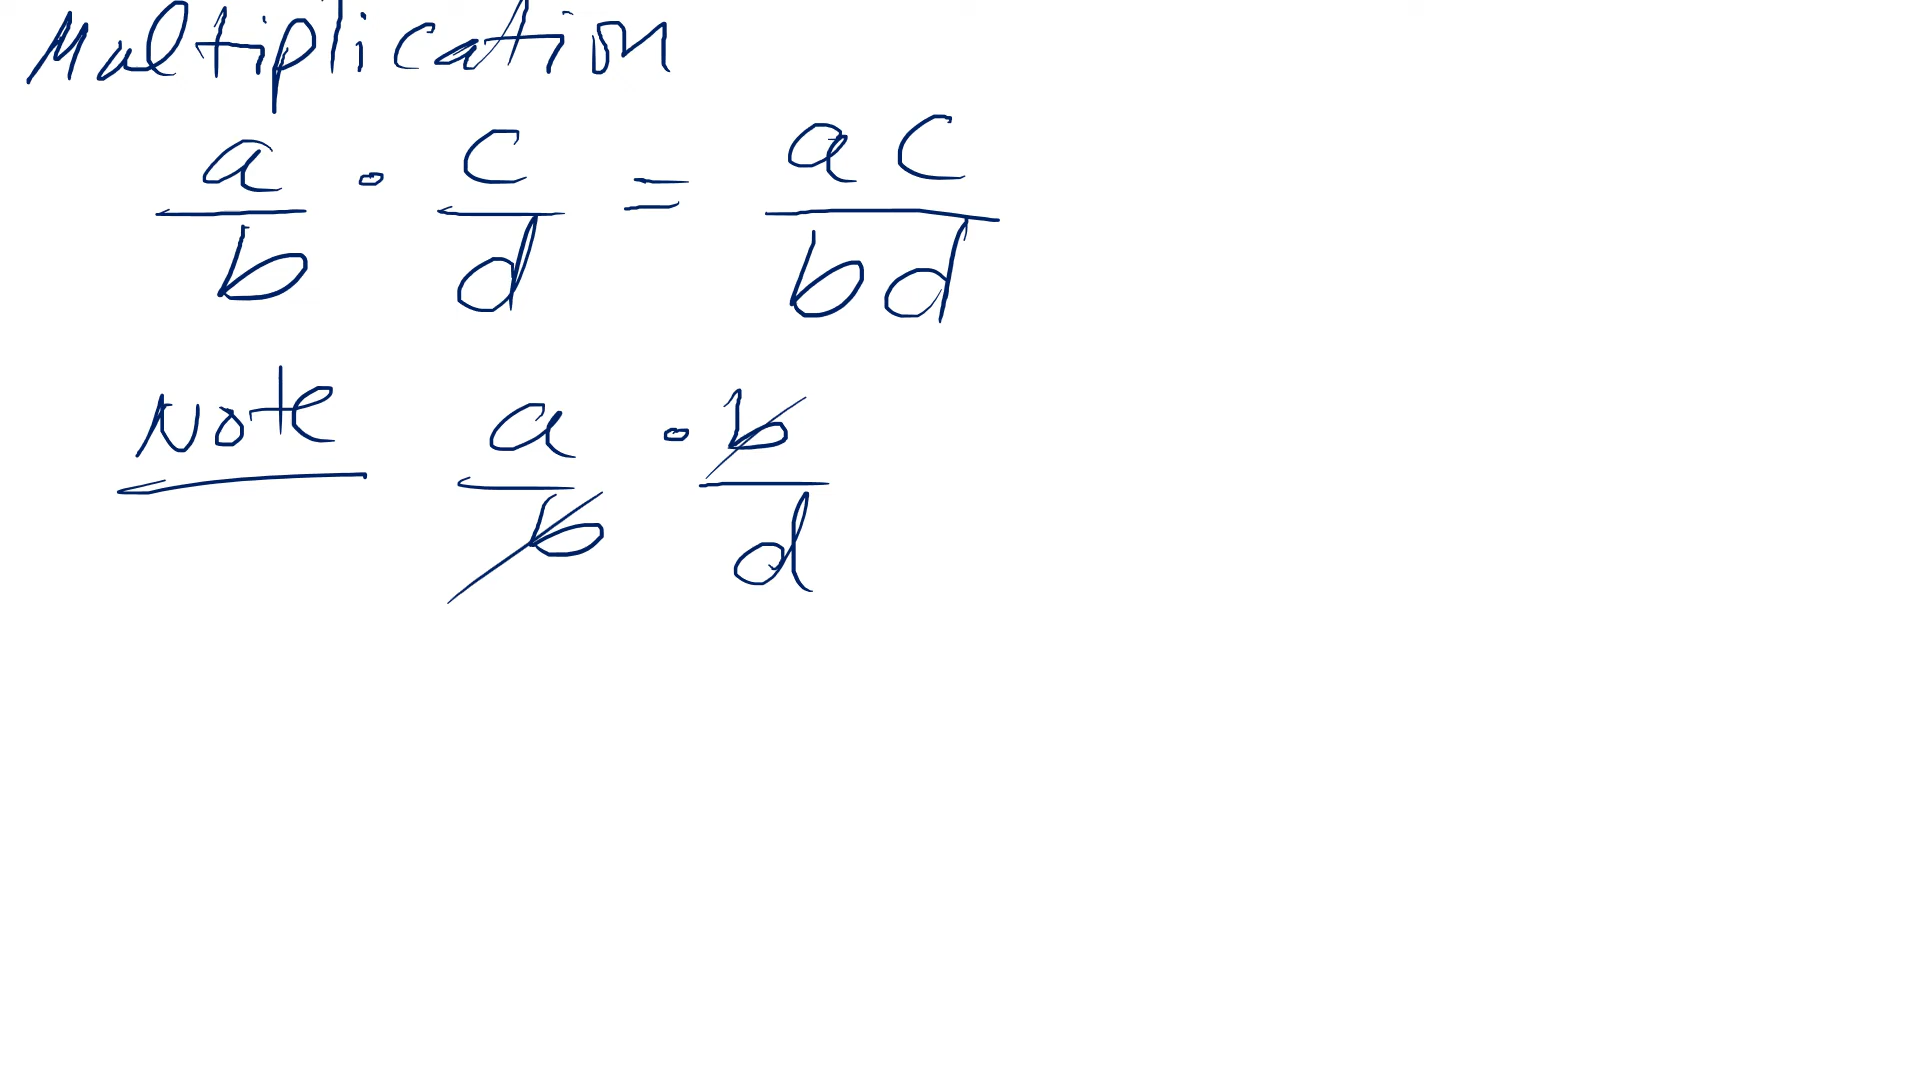 Multiplication
a/b · c/d = ac/bd
Note a/b · b/d